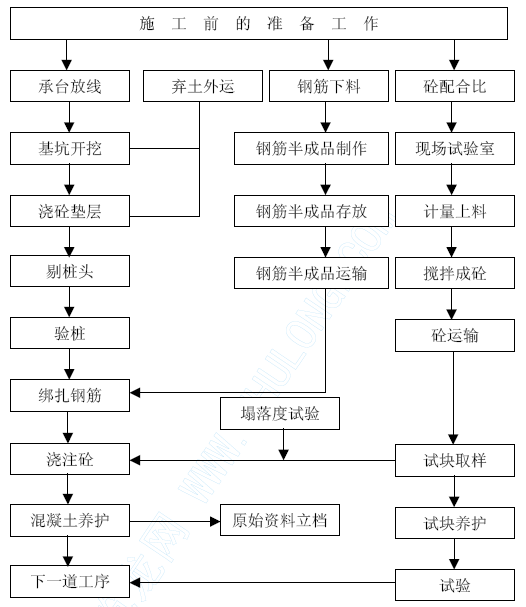 施 工 前 的 准 备 工 作
承台放线
弃土外运
钢筋下料
砼配合比
基坑开挖
钢筋半成品制作
现场试验室
浇砼垫层
钢筋半成品存放
计量上料
剔桩头
钢筋半成品运输
搅拌成砼
验桩
砼运输
绑扎钢筋
塌落度试验
浇注砼
试块取样
混凝土养护
原始资料立档
试块养护
下一道工序
试验